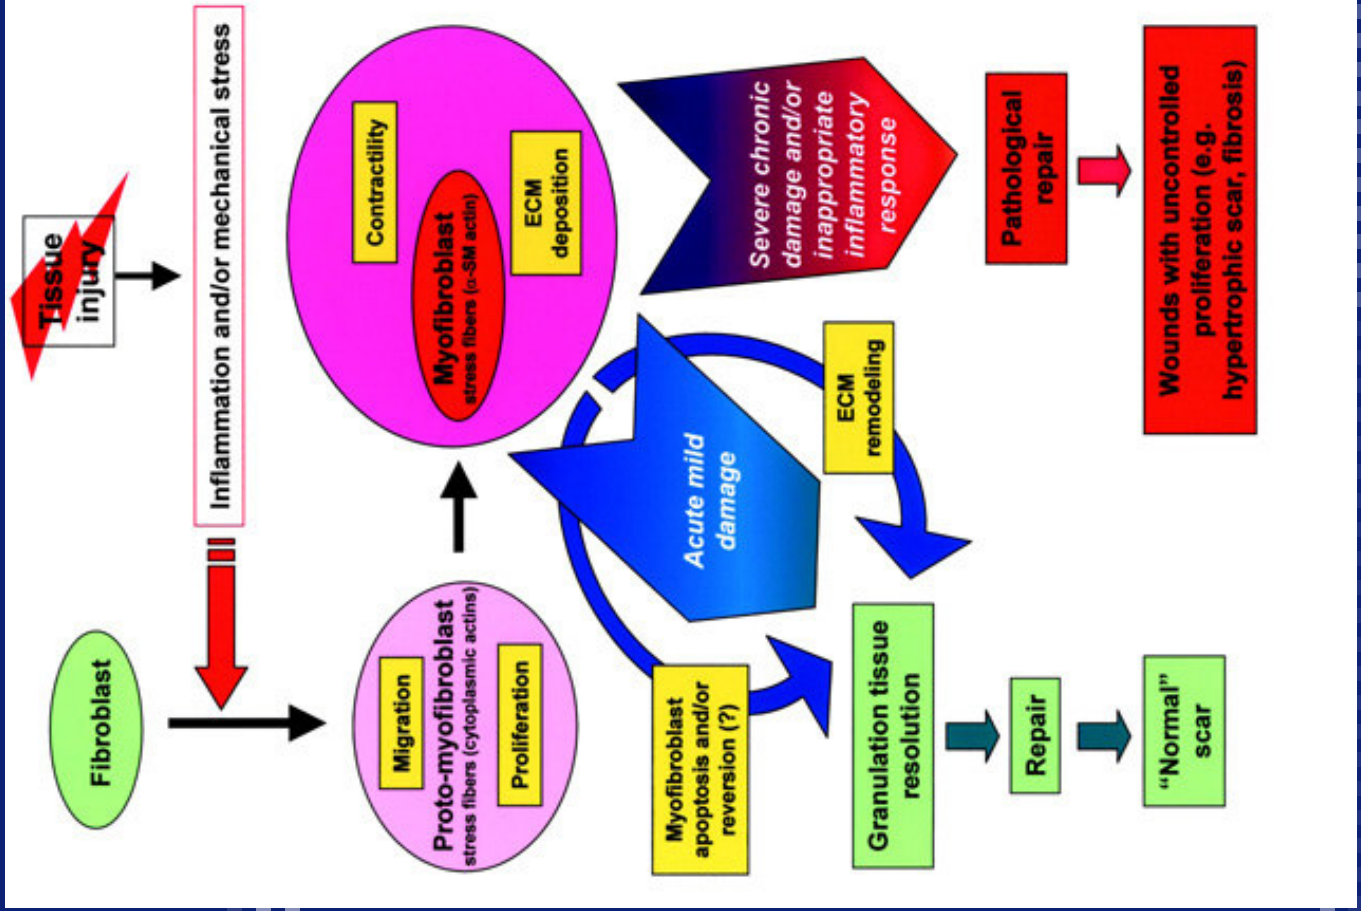 Tissue
injury
Inflammation and/or mechanical stress
Fibroblast
Migration
Proto-myofibroblast
stress fibers (cytoplasmic actins)
Proliferation
Contractility
Myofibroblast
stress fibers (α-SM actin)
ECM
deposition
Acute mild
damage
Severe chronic
damage and/or
inappropriate
inflammatory
response
Myofibroblast
apoptosis and/or
reversion (?)
ECM
remodeling
Granulation tissue
resolution
Repair
“Normal”
scar
Pathological
repair
Wounds with uncontrolled
proliferation (e.g.
hypertrophic scar, fibrosis)